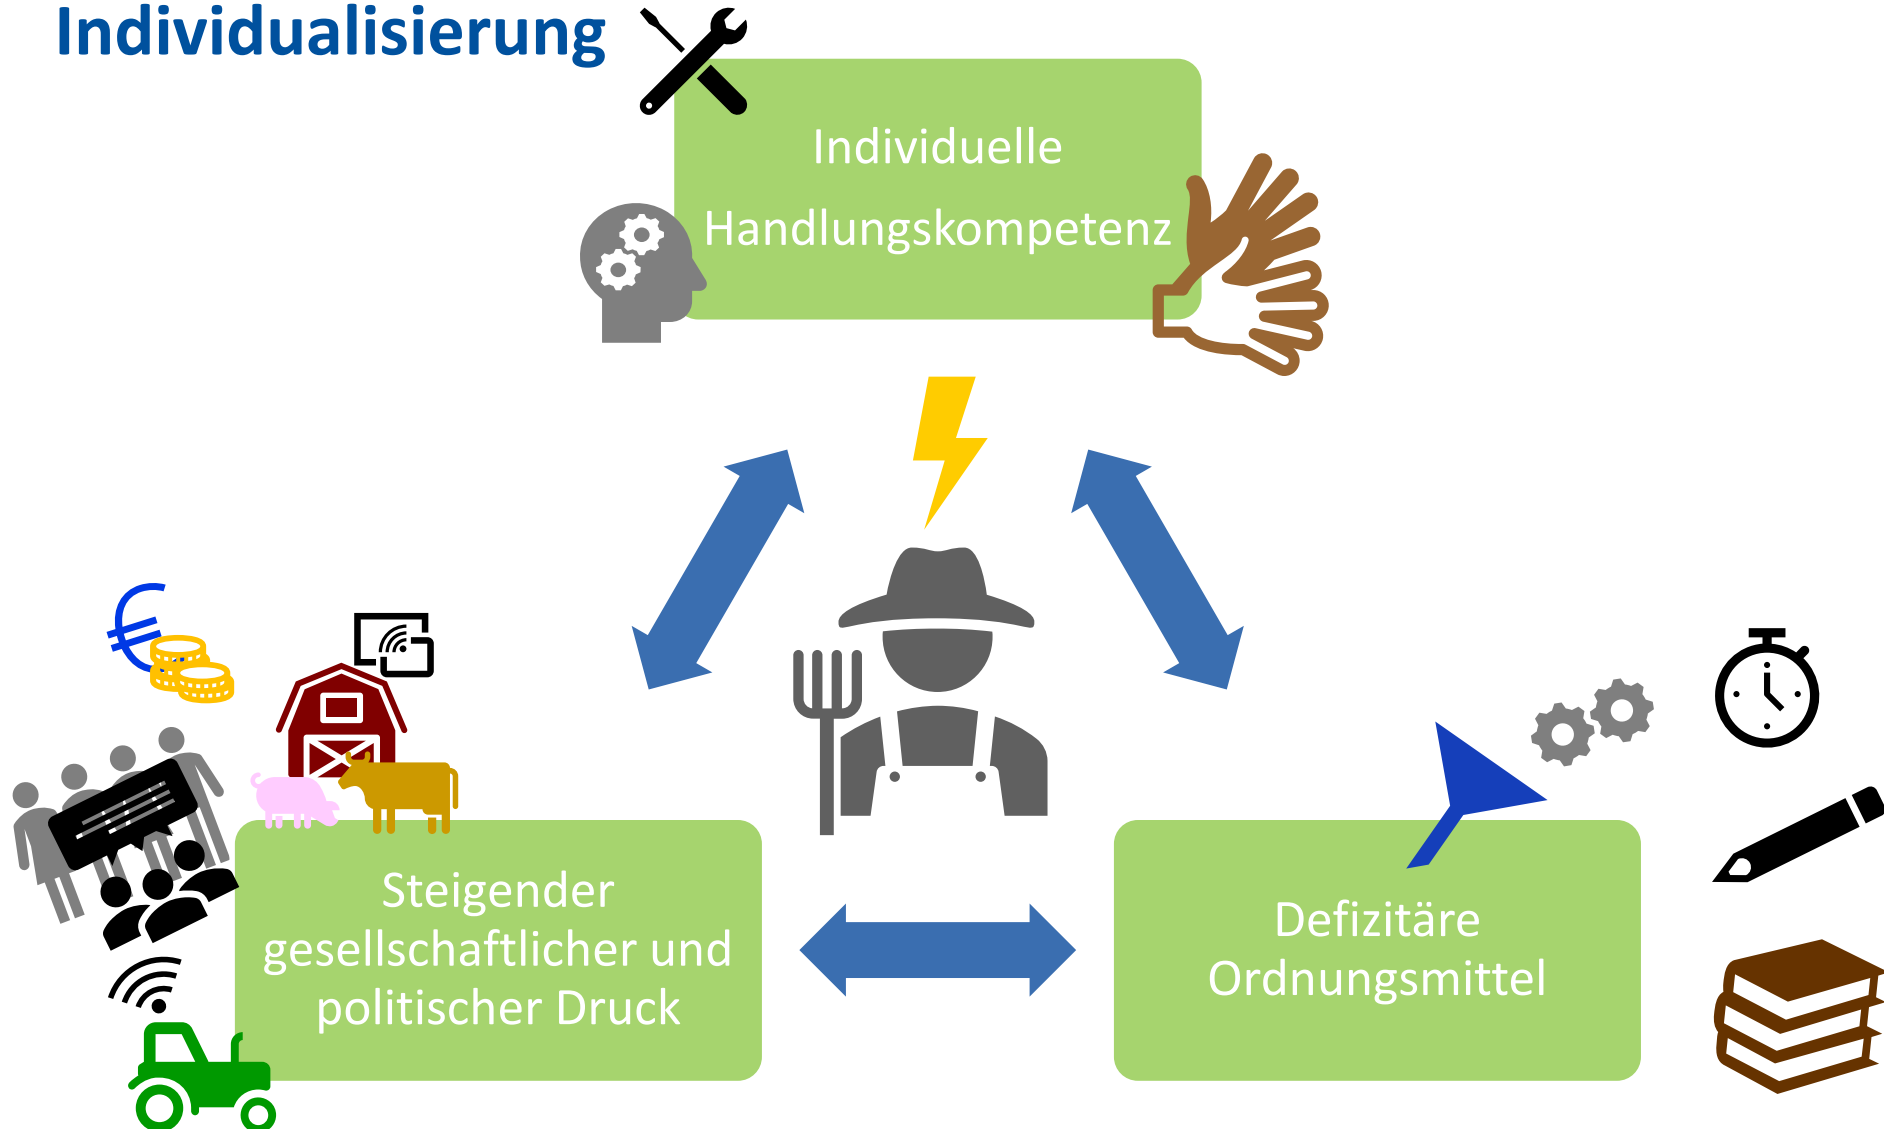 Individualisierung
Individuelle
Handlungskompetenz
Steigender
gesellschaftlicher und
politischer Druck
Defizitäre
Ordnungsmittel